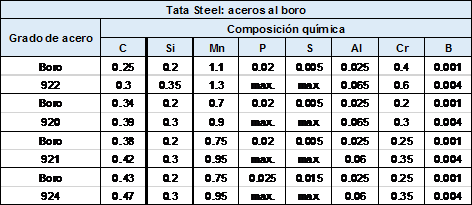 Tata Steel: aceros al boro
Grado de acero Composición química
C Si Mn P S Al Cr B
Boro 0.25 0.2 1.1 0.02 0.005 0.025 0.4 0.001
922 0.3 0.35 1.3 max. max. 0.065 0.6 0.004
Boro 0.34 0.2 0.7 0.02 0.005 0.025 0.2 0.001
920 0.39 0.3 0.9 max. max 0.065 0.3 0.004
Boro 0.38 0.2 0.75 0.02 0.005 0.025 0.25 0.001
921 0.42 0.3 0.95 max. max 0.06 0.35 0.004
Boro 0.43 0.2 0.75 0.025 0.015 0.025 0.25 0.001
924 0.47 0.3 0.95 max. max. 0.06 0.35 0.004